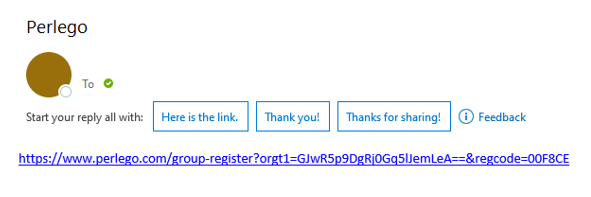 Perlego
To
Start your reply all with: Here is the link. Thank you! Thanks for sharing! Feedback
https://www.perlego.com/group-register?orgt1=GJwR5p9DgRj0Gq5lJemLeA==&regcode=00F8CE